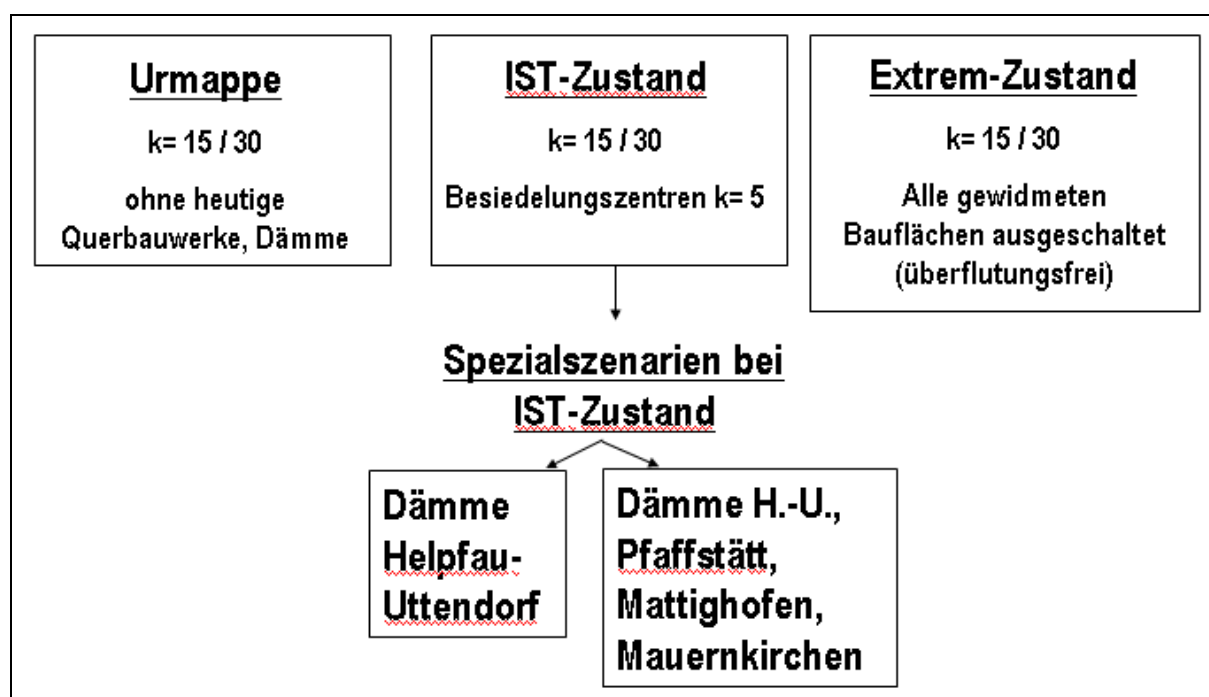 Urmappe
k= 15 / 30
ohne heutige
Querbauwerke, Dämme
IST-Zustand
k= 15 / 30
Besiedelungszentren k= 5
Extrem-Zustand
k= 15 / 30
Alle gewidmeten
Bauflächen ausgeschaltet
(überflutungsfrei)
Spezialszenarien bei
IST-Zustand
Dämme
Helpfau-
Uttendorf
Dämme H.-U.,
Pfaffstätt,
Mattighofen,
Mauernkirchen